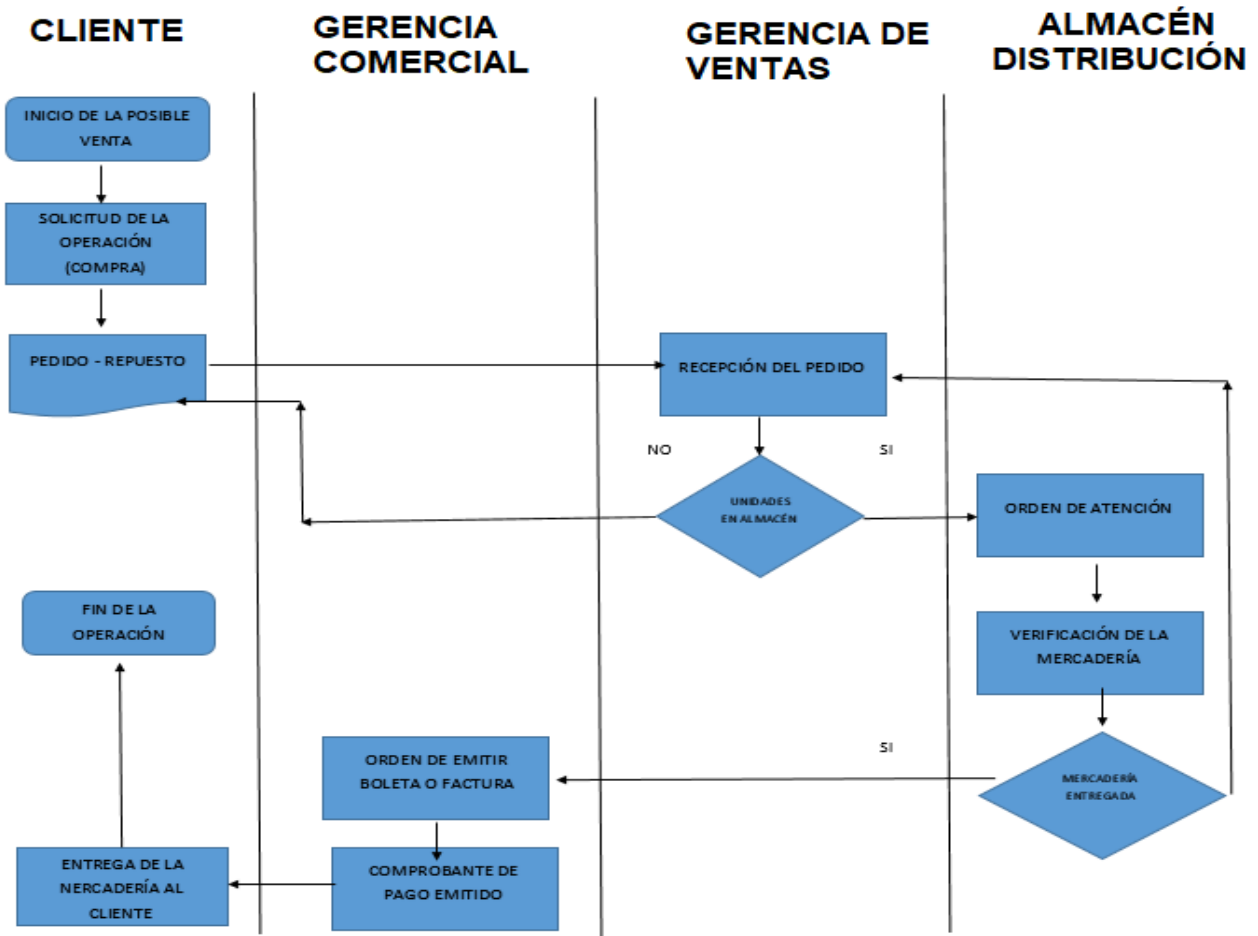 CLIENTE
GERENCIA
COMERCIAL
GERENCIA DE
VENTAS
ALMACÉN
DISTRIBUCIÓN
INICIO DE LA POSIBLE
VENTA
SOLICITUD DE LA
OPERACIÓN
(COMPRA)
PEDIDO - REPUESTO
RECEPCIÓN DEL PEDIDO
NO
SI
UNIDADES
EN ALMACÉN
ORDEN DE ATENCIÓN
VERIFICACIÓN DE LA
MERCADERÍA
MERCADERÍA
ENTREGADA
SI
ORDEN DE EMITIR
BOLETA O FACTURA
COMPROBANTE DE
PAGO EMITIDO
ENTREGA DE LA
NERCADERÍA AL
CLIENTE
FIN DE LA
OPERACIÓN